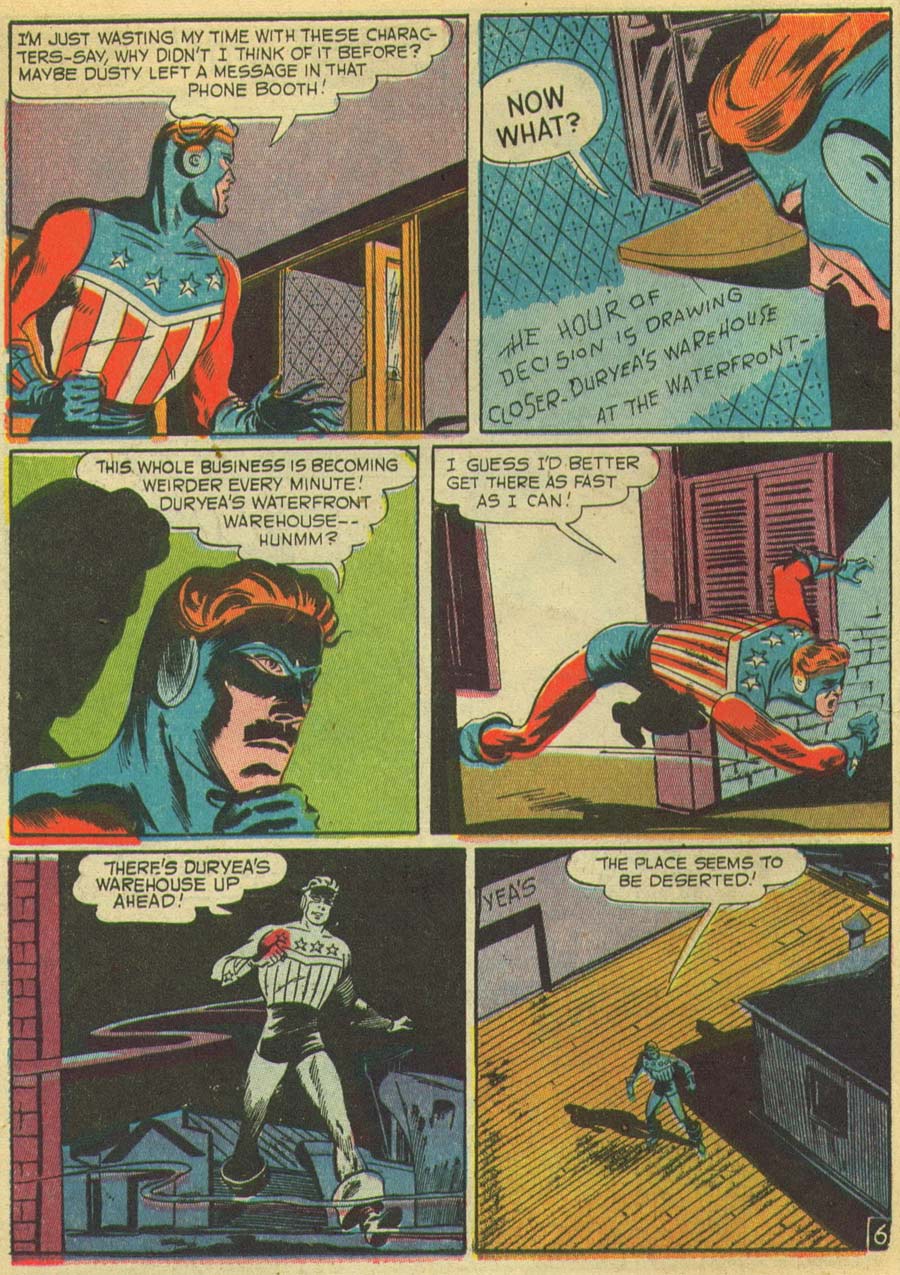 I'M JUST WASTING MY TIME WITH THESE CHARAC-
TERS-SAY, WHY DIDN'T I THINK OF IT BEFORE?
MAYBE DUSTY LEFT A MESSAGE IN THAT
PHONE BOOTH!
NOW
WHAT?
THE HOUR OF
DECISION IS DRAWING
CLOSER-DURYEA'S WAREHOUSE
AT THE WATERFRONT-
THIS WHOLE BUSINESS IS BECOMING
WEIRDER EVERY MINUTE!
DURYEA'S WATERFRONT
WAREHOUSE--
HUNMM?
I GUESS I'D BETTER
GET THERE AS FAST
AS I CAN!
THERE'S DURYEA'S
WAREHOUSE UP
AHEAD!
YEA'S
THE PLACE SEEMS TO
BE DESERTED!
6